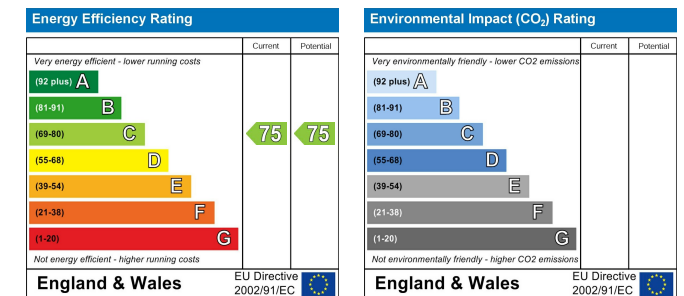 Energy Efficiency Rating
Current Potential
Very energy efficient - lower running costs
(92 plus) A
(81-91) B
(69-80) C 75 75
(55-68) D
(39-54) E
(21-38) F
(1-20) G
Not energy efficient - higher running costs
England & Wales
EU Directive
2002/91/EC
Environmental Impact (CO₂) Rating
Current Potential
Very environmentally friendly - lower CO2 emissions
(92 plus) A
(81-91) B
(69-80) C
(55-68) D
(39-54) E
(21-38) F
(1-20) G
Not environmentally friendly - higher CO2 emissions
England & Wales
EU Directive
2002/91/EC